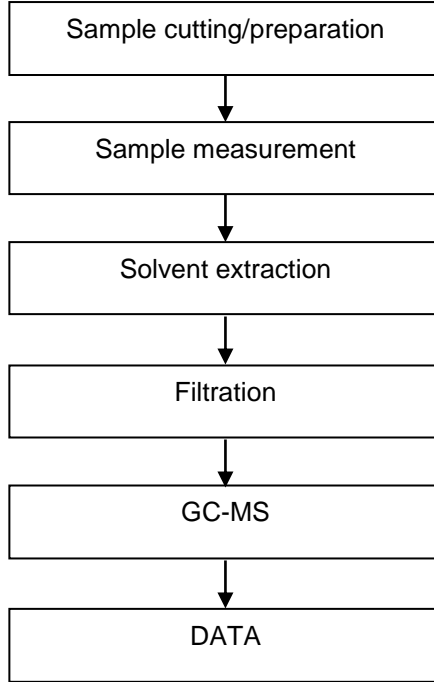 Sample cutting/preparation
Sample measurement
Solvent extraction
Filtration
GC-MS
DATA